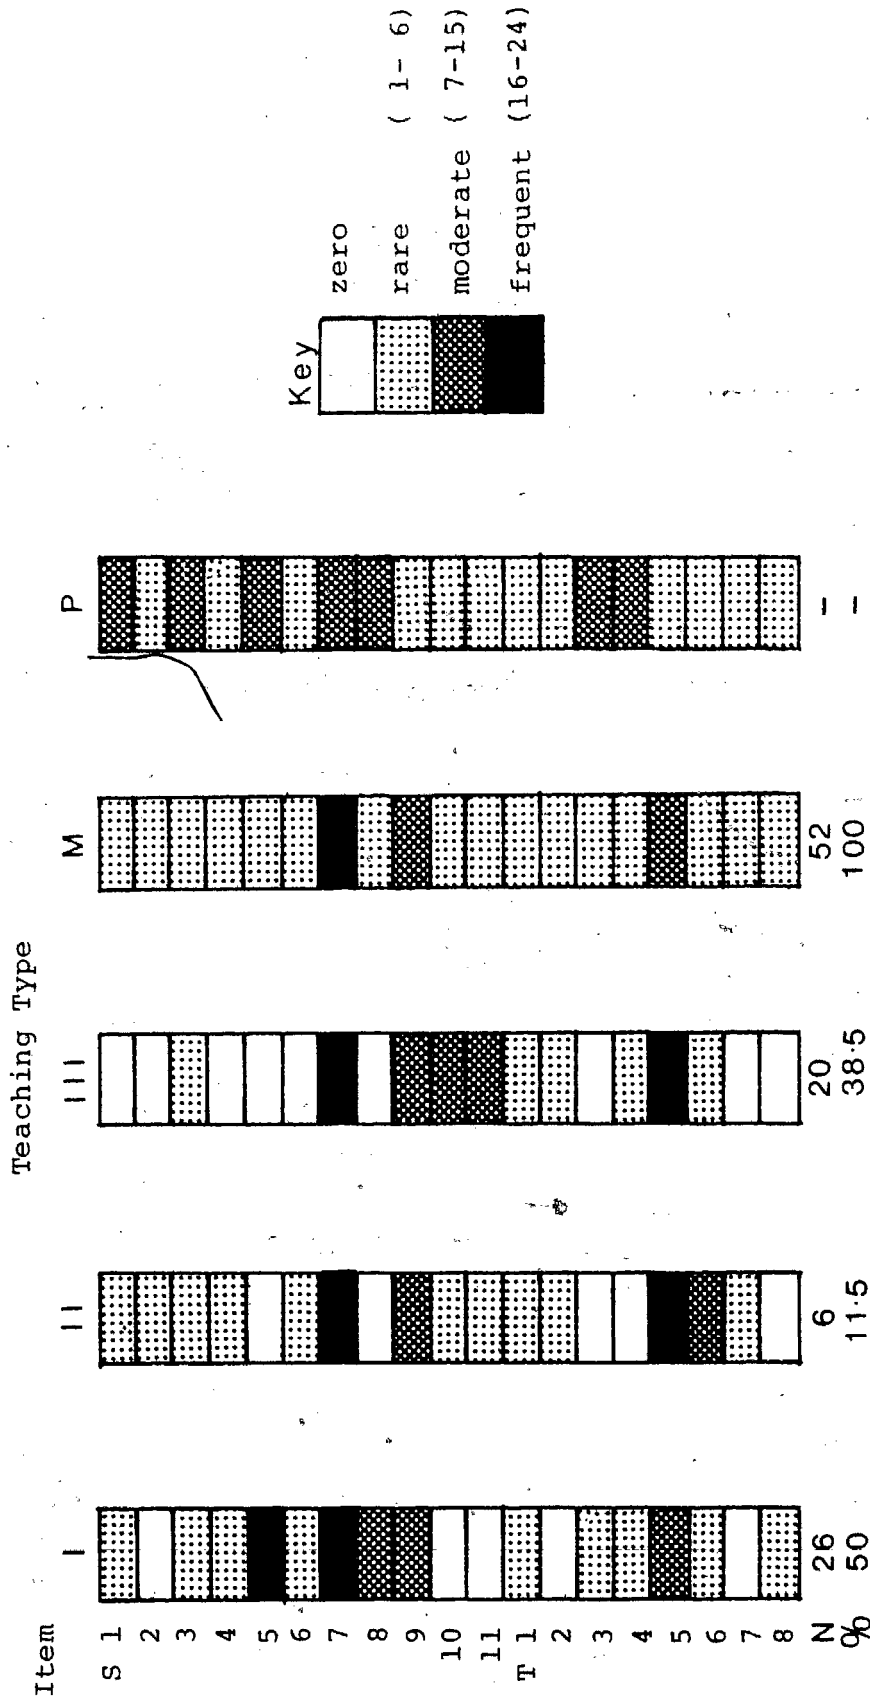 Teaching Type
Item I II III M P
S 1
2
3
4
5
6
7
8
9
10
11
T 1
2
3
4
5
6
7
8
N 26 6 20 52 –
% 50 11·5 38·5 100 –
Key
zero
rare ( 1- 6)
moderate ( 7-15)
frequent (16-24)